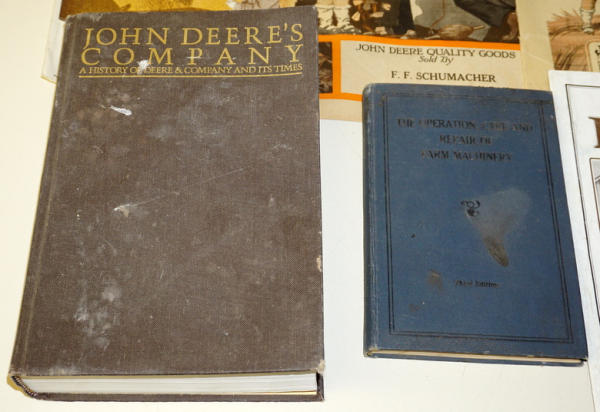 JOHN DEERE'S
COMPANY
A HISTORY OF DEERE & COMPANY AND ITS TIMES
JOHN DEERE QUALITY GOODS
Sold By
F. F. SCHUMACHER
THE OPERATION, CARE AND
REPAIR OF
FARM MACHINERY
Edition